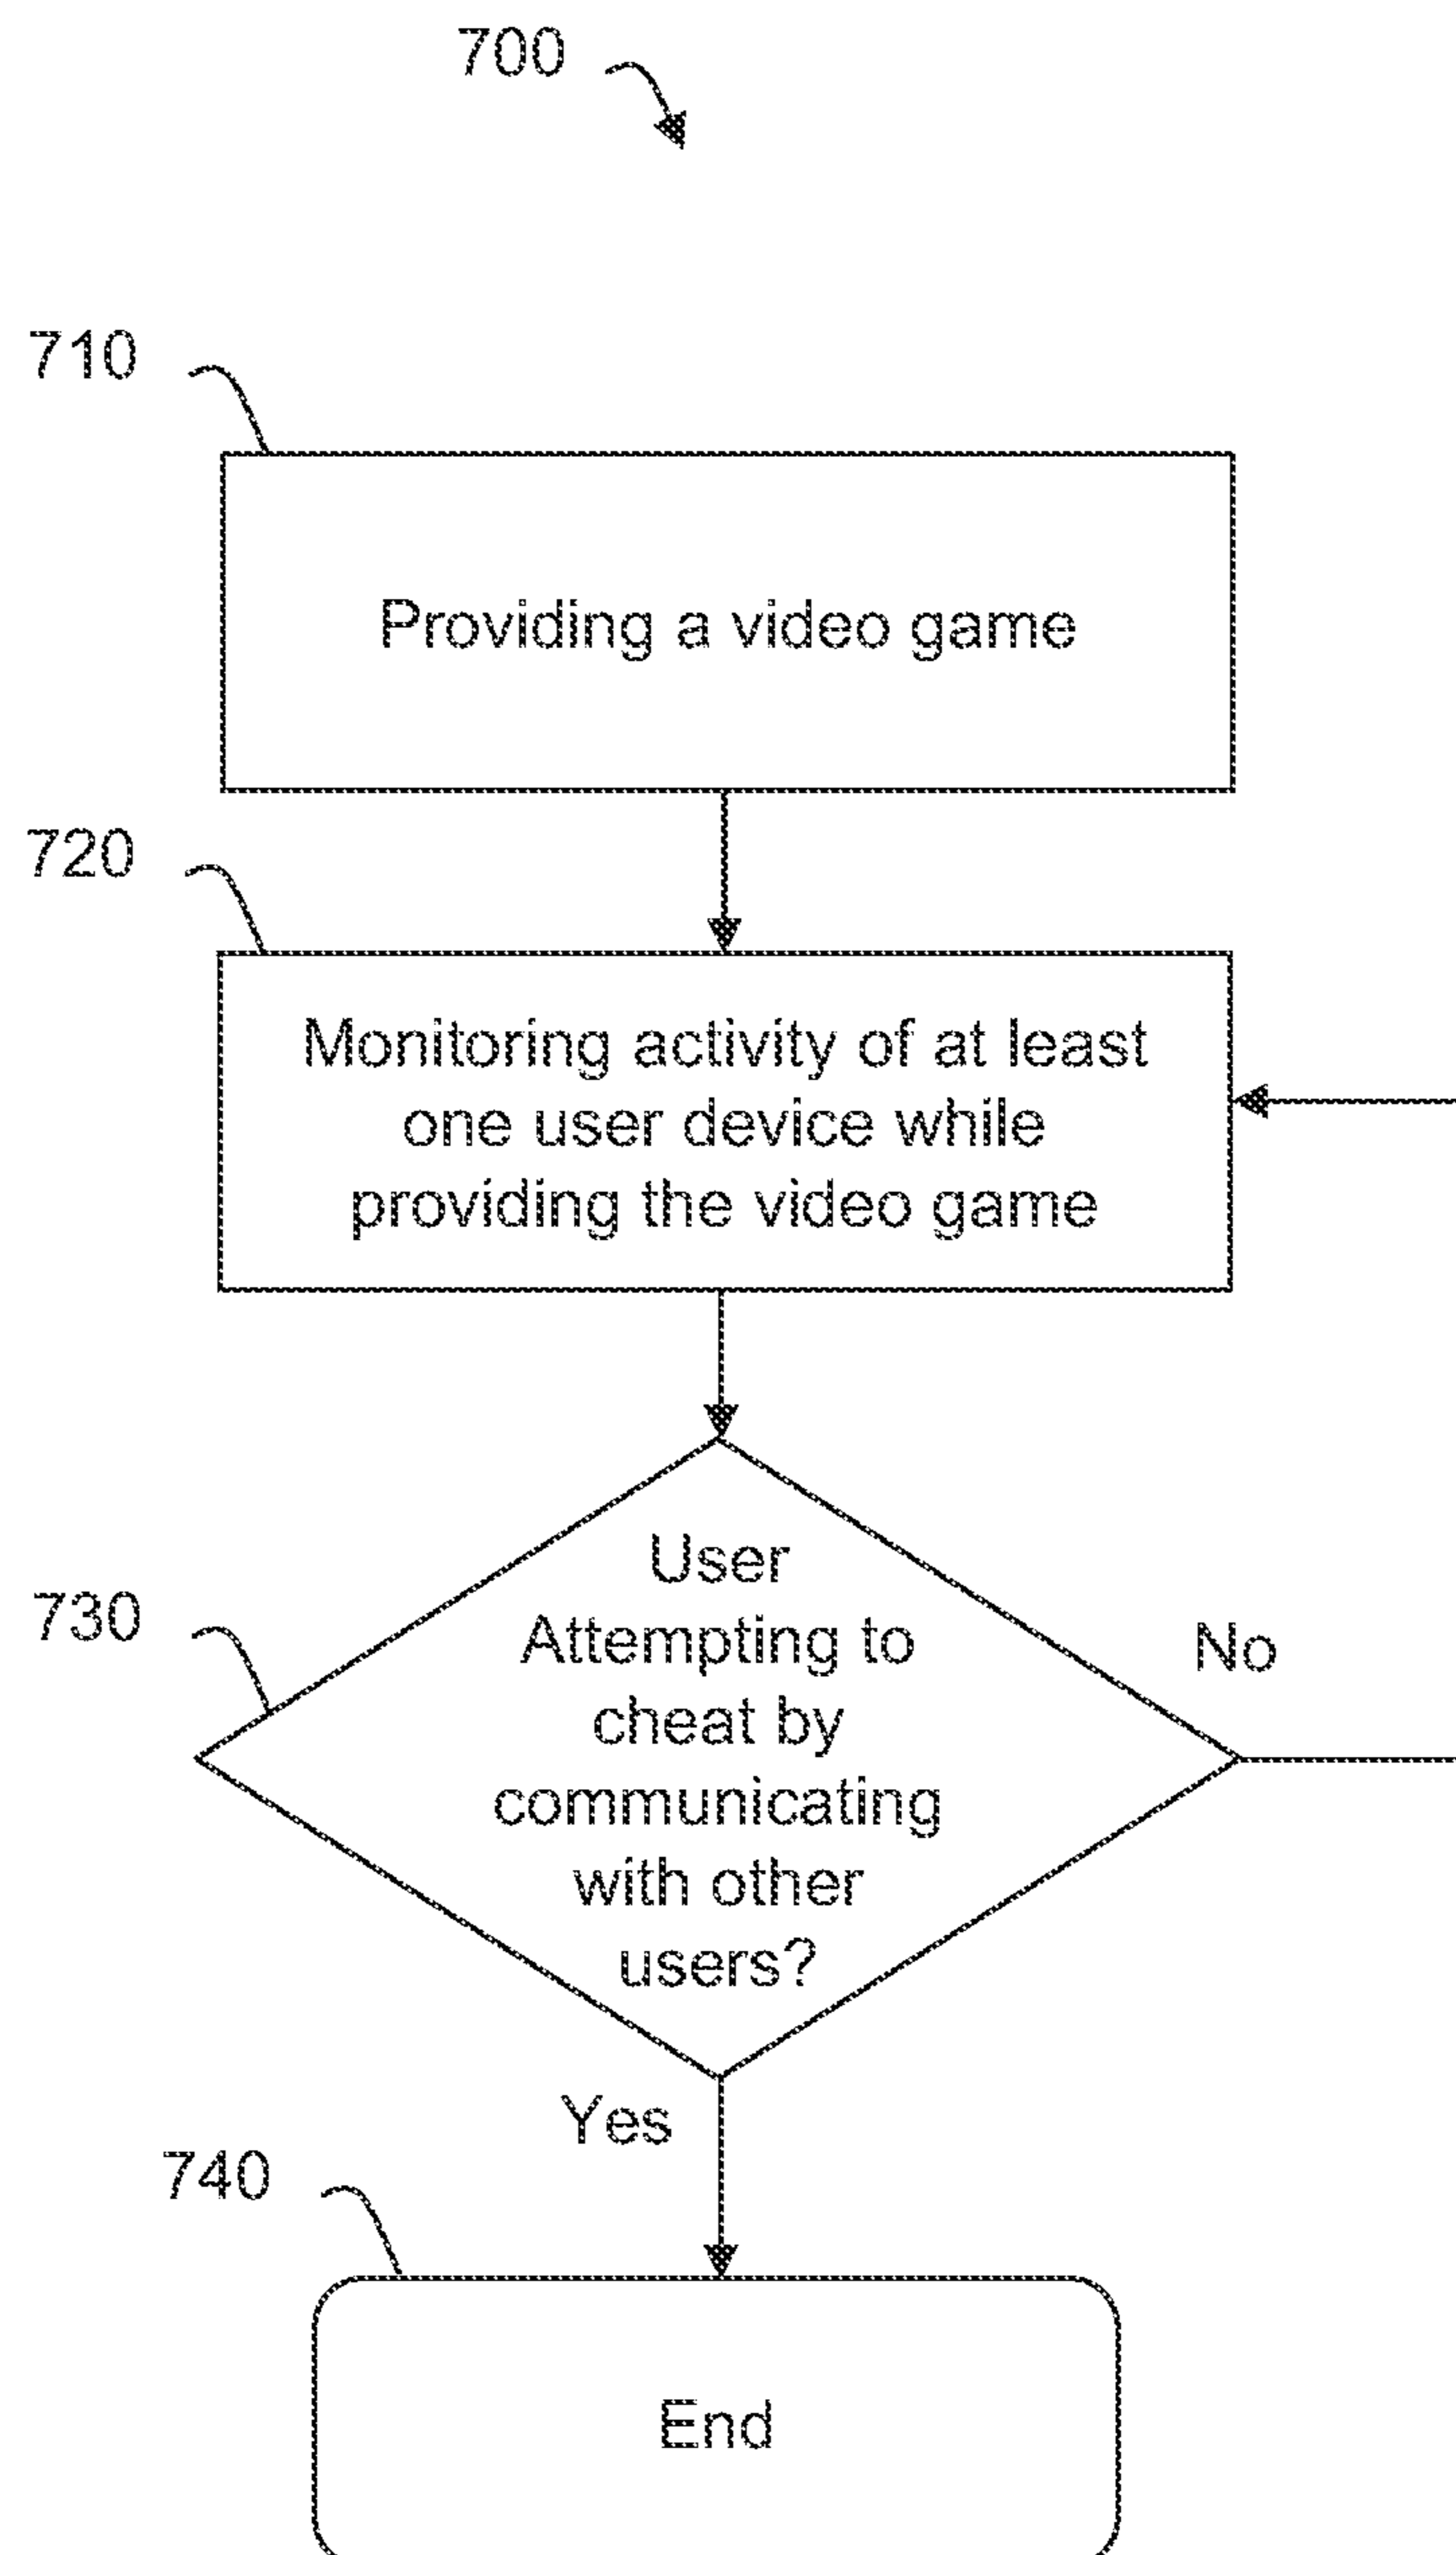 700
710
Providing a video game
720
Monitoring activity of at least
one user device while
providing the video game
730
User
Attempting to
cheat by
communicating
with other
users?
No
Yes
740
End